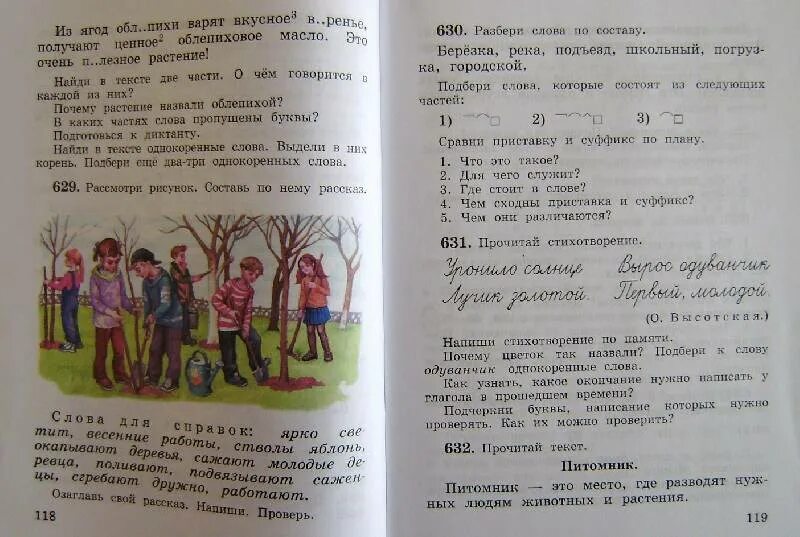 Из ягод обл..пихи варят вкусное³ в..ренье,
получают ценное² облепиховое масло. Это
очень п..лезное растение!
Найди в тексте две части. О чём говорится в
каждой из них?
Почему растение назвали облепихой?
В каких частях слова пропущены буквы?
Подготовься к диктанту.
Найди в тексте однокоренные слова. Выдели в них
корень. Подбери ещё два-три однокоренных слова.
629. Рассмотри рисунок. Составь по нему рассказ.
Слова для справок: ярко све-
тит, весенние работы, стволы яблонь,
окапывают деревья, сажают молодые де-
ревца, поливают, подвязывают сажен-
цы, сгребают дружно, работают.
Озаглавь свой рассказ. Напиши. Проверь.
118
630. Разбери слова по составу.
Берёзка, река, подъезд, школьный, погруз-
ка, городской.
Подбери слова, которые состоят из следующих
частей:
1) 2) 3)
Сравни приставку и суффикс по плану.
1. Что это такое?
2. Для чего служит?
3. Где стоит в слове?
4. Чем сходны приставка и суффикс?
5. Чем они различаются?
631. Прочитай стихотворение.
Уронило солнце Вырос одуванчик
Лучик золотой. Первый, молодой.
(О. Высотская.)
Напиши стихотворение по памяти.
Почему цветок так назвали? Подбери к слову
одуванчик однокоренные слова.
Как узнать, какое окончание нужно написать у
глагола в прошедшем времени?
Подчеркни буквы, написание которых нужно
проверять. Как их можно проверить?
632. Прочитай текст.
Питомник.
Питомник — это место, где разводят нуж-
ных людям животных и растения.
119